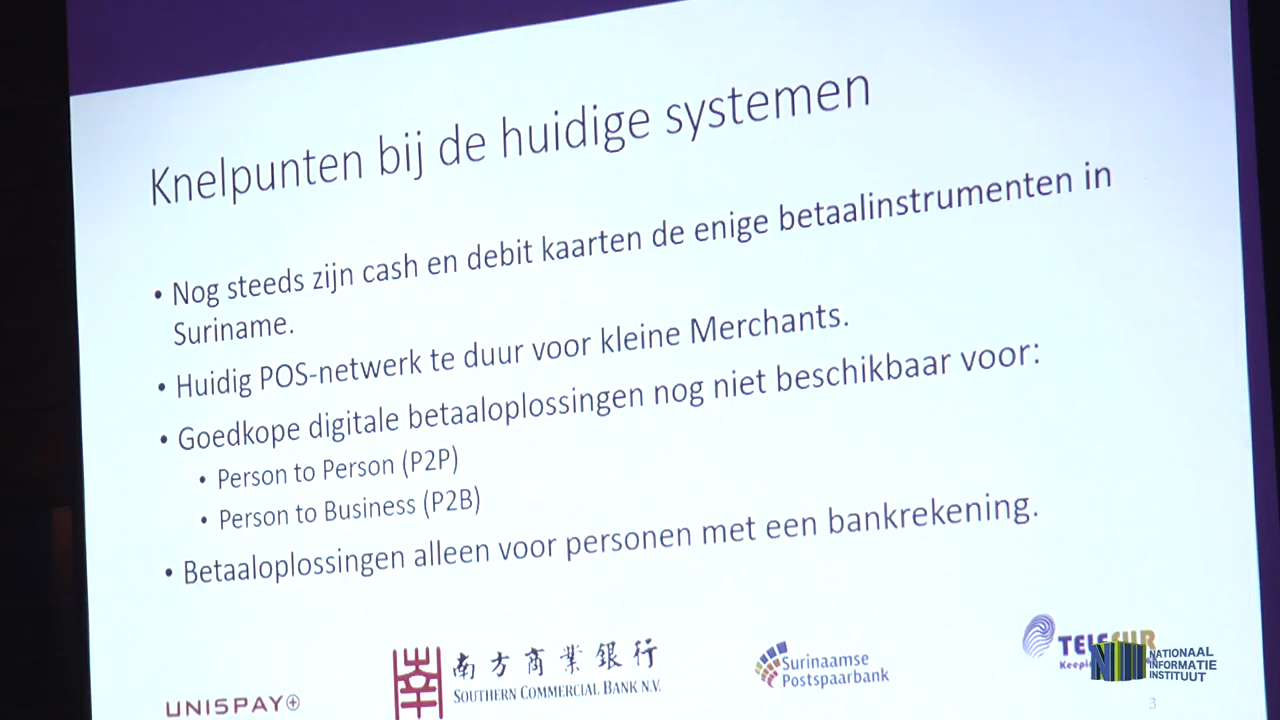 Knelpunten bij de huidige systemen
• Nog steeds zijn cash en debit kaarten de enige betaalinstrumenten in
Suriname.
• Huidig POS-netwerk te duur voor kleine Merchants.
• Goedkope digitale betaaloplossingen nog niet beschikbaar voor:
• Person to Person (P2P)
• Person to Business (P2B)
• Betaaloplossingen alleen voor personen met een bankrekening.
UNISPAY+
南方商業銀行
SOUTHERN COMMERCIAL BANK N.V.
Surinaamse
Postspaarbank
TELESUR
NII
NATIONAAL
INFORMATIE
INSTITUUT
3